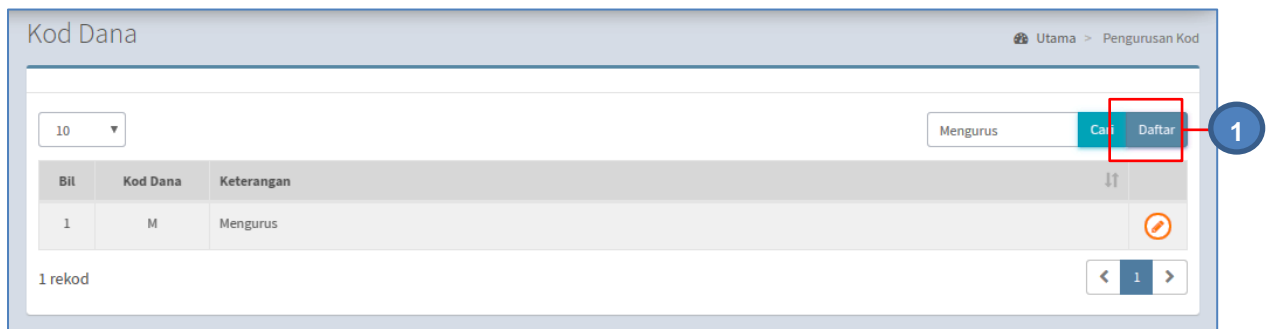 Kod Dana
Utama > Pengurusan Kod
10 Mengurus Cari Daftar 1
Bil Kod Dana Keterangan
1 M Mengurus
1 rekod
1